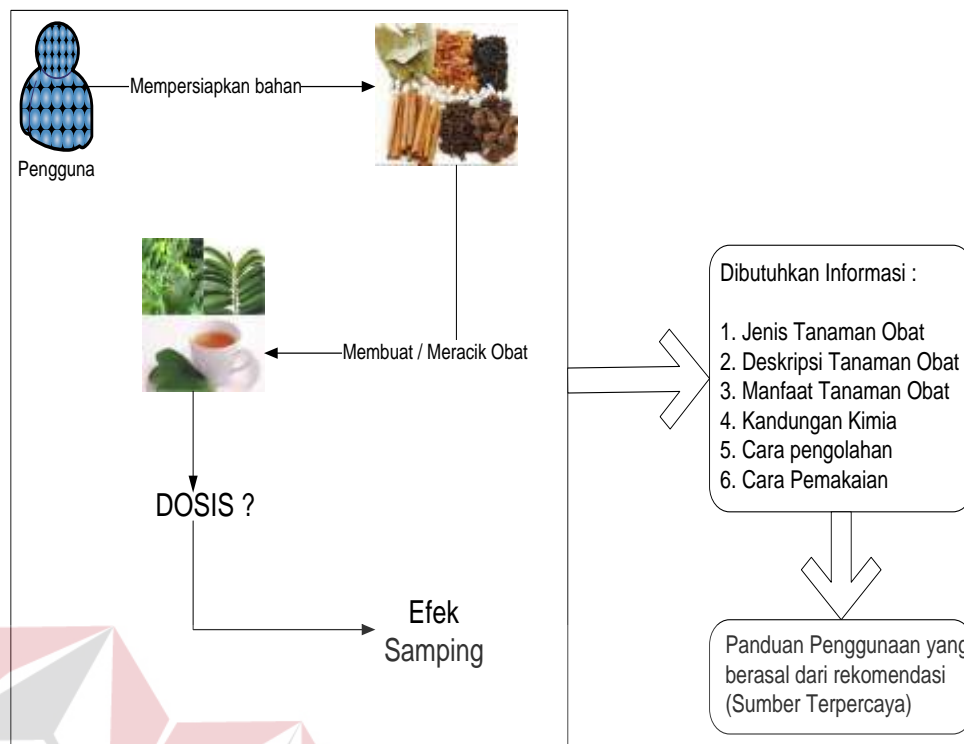 Mempersiapkan bahan
Pengguna
Membuat / Meracik Obat
DOSIS ?
Efek
Samping
Dibutuhkan Informasi :
1. Jenis Tanaman Obat
2. Deskripsi Tanaman Obat
3. Manfaat Tanaman Obat
4. Kandungan Kimia
5. Cara pengolahan
6. Cara Pemakaian
Panduan Penggunaan yang
berasal dari rekomendasi
(Sumber Terpercaya)